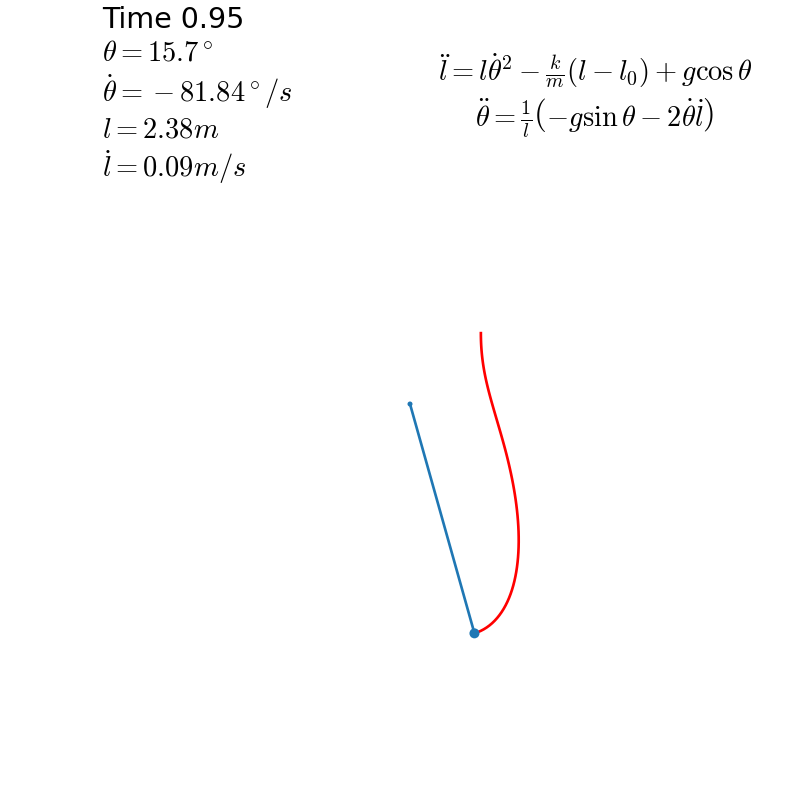 Time 0.95
θ = 15.7°
θ̇ = −81.84°/s
l = 2.38m
l̇ = 0.09m/s
l̈ = lθ̇² − k/m(l − l₀) + g cos θ
θ̈ = 1/l(−g sin θ − 2θ̇l̇)